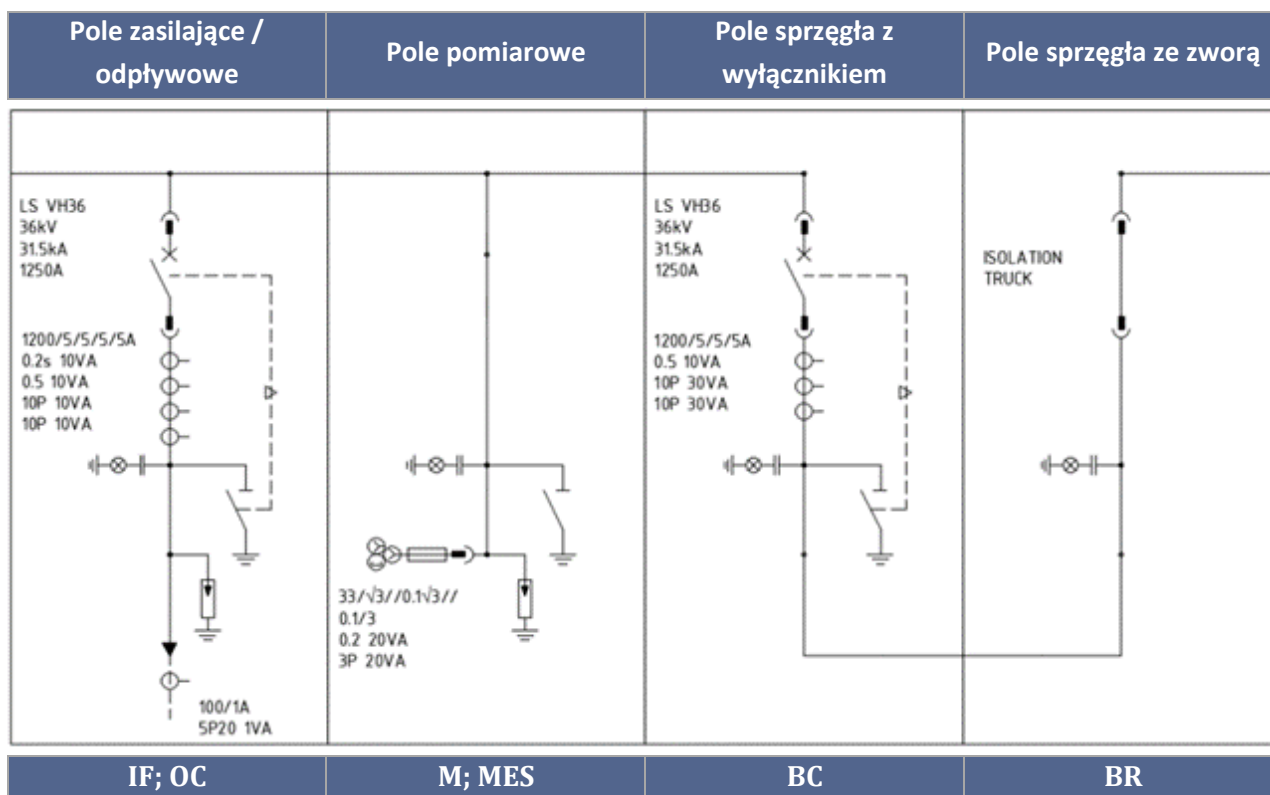 Pole zasilające /
odpływowe
Pole pomiarowe
Pole sprzęgła z
wyłącznikiem
Pole sprzęgła ze zworą
LS VH36
36kV
31.5kA
1250A
1200/5/5/5/5A
0.2s 10VA
0.5 10VA
10P 10VA
10P 10VA
100/1A
5P20 1VA
33/√3//0.1√3//
0.1/3
0.2 20VA
3P 20VA
LS VH36
36kV
31.5kA
1250A
1200/5/5/5A
0.5 10VA
10P 30VA
10P 30VA
ISOLATION
TRUCK
IF; OC
M; MES
BC
BR